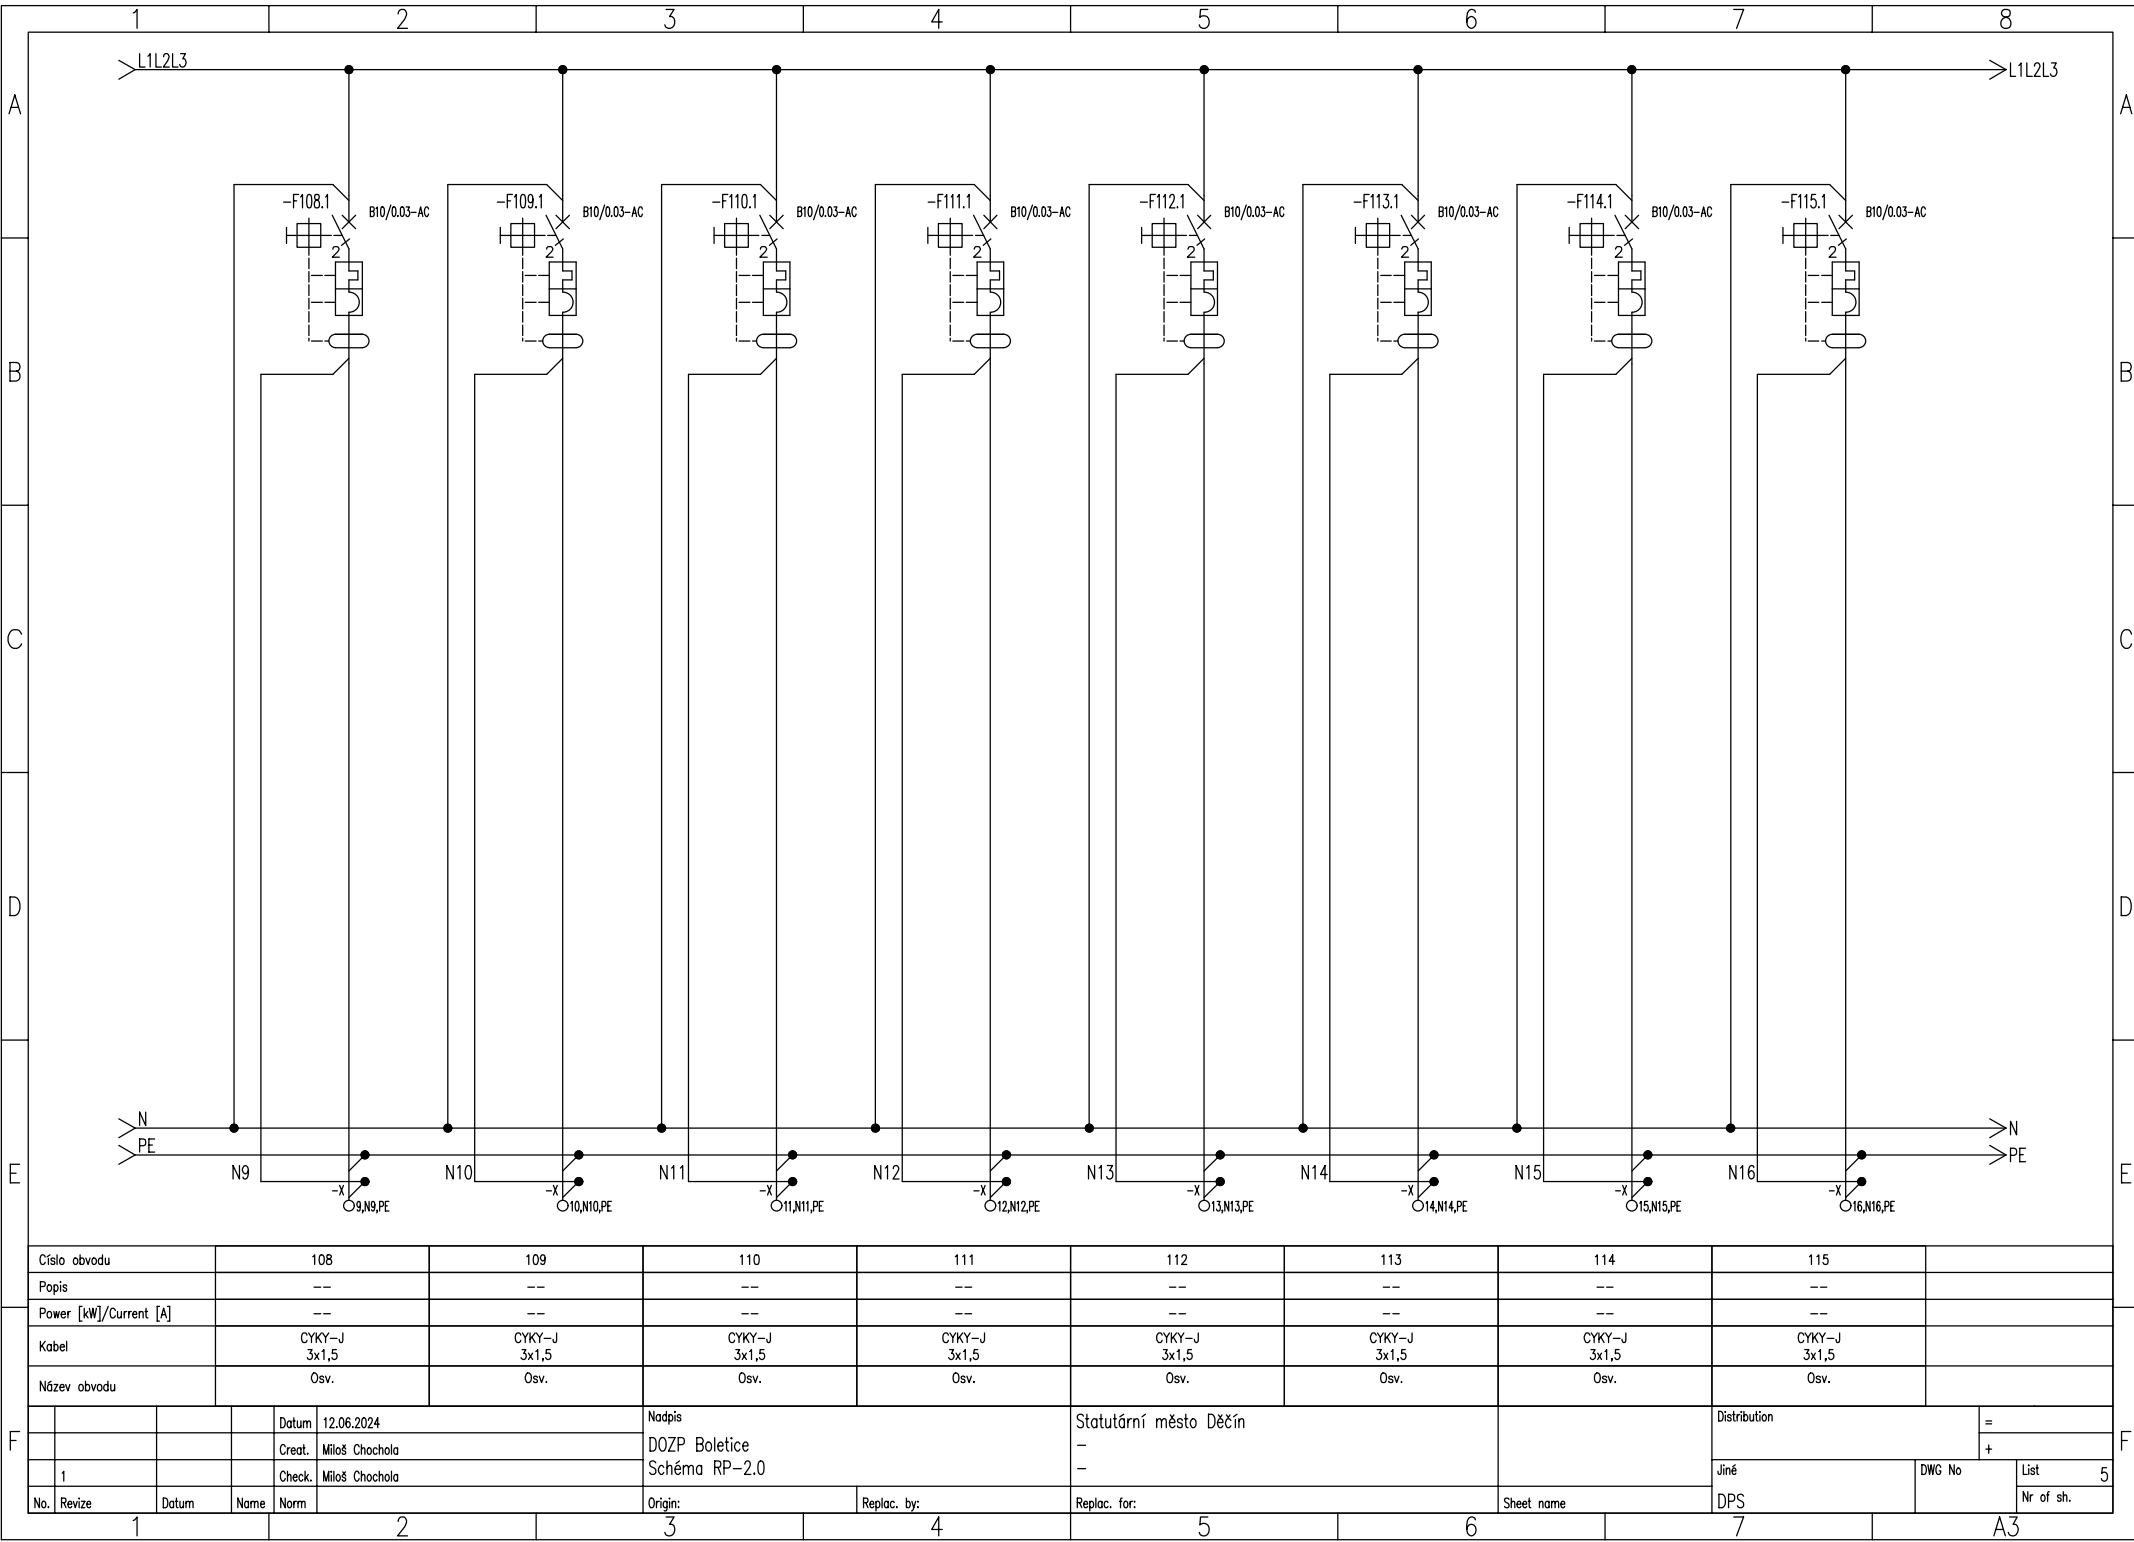 1 2 3 4 5 6 7 8
L1L2L3 L1L2L3
A A
-F108.1 B10/0.03-AC -F109.1 B10/0.03-AC -F110.1 B10/0.03-AC -F111.1 B10/0.03-AC -F112.1 B10/0.03-AC -F113.1 B10/0.03-AC -F114.1 B10/0.03-AC -F115.1 B10/0.03-AC
2 2 2 2 2 2 2 2
B B
C C
D D
N N
PE PE
E N9 N10 N11 N12 N13 N14 N15 N16 E
-X -X -X -X -X -X -X -X
9,N9,PE 10,N10,PE 11,N11,PE 12,N12,PE 13,N13,PE 14,N14,PE 15,N15,PE 16,N16,PE
Císlo obvodu 108 109 110 111 112 113 114 115
Popis -- -- -- -- -- -- -- --
Power [kW]/Current [A] -- -- -- -- -- -- -- --
Kabel CYKY-J CYKY-J CYKY-J CYKY-J CYKY-J CYKY-J CYKY-J CYKY-J
3x1,5 3x1,5 3x1,5 3x1,5 3x1,5 3x1,5 3x1,5 3x1,5
Název obvodu Osv. Osv. Osv. Osv. Osv. Osv. Osv. Osv.
F F
Datum 12.06.2024 Nadpis Statutární město Děčín Distribution =
Creat. Miloš Chochola DOZP Boletice - +
1 Check. Miloš Chochola Schéma RP-2.0 - Jiné DWG No List 5
No. Revize Datum Name Norm Origin: Replac. by: Replac. for: Sheet name DPS Nr of sh.
1 2 3 4 5 6 7 A3